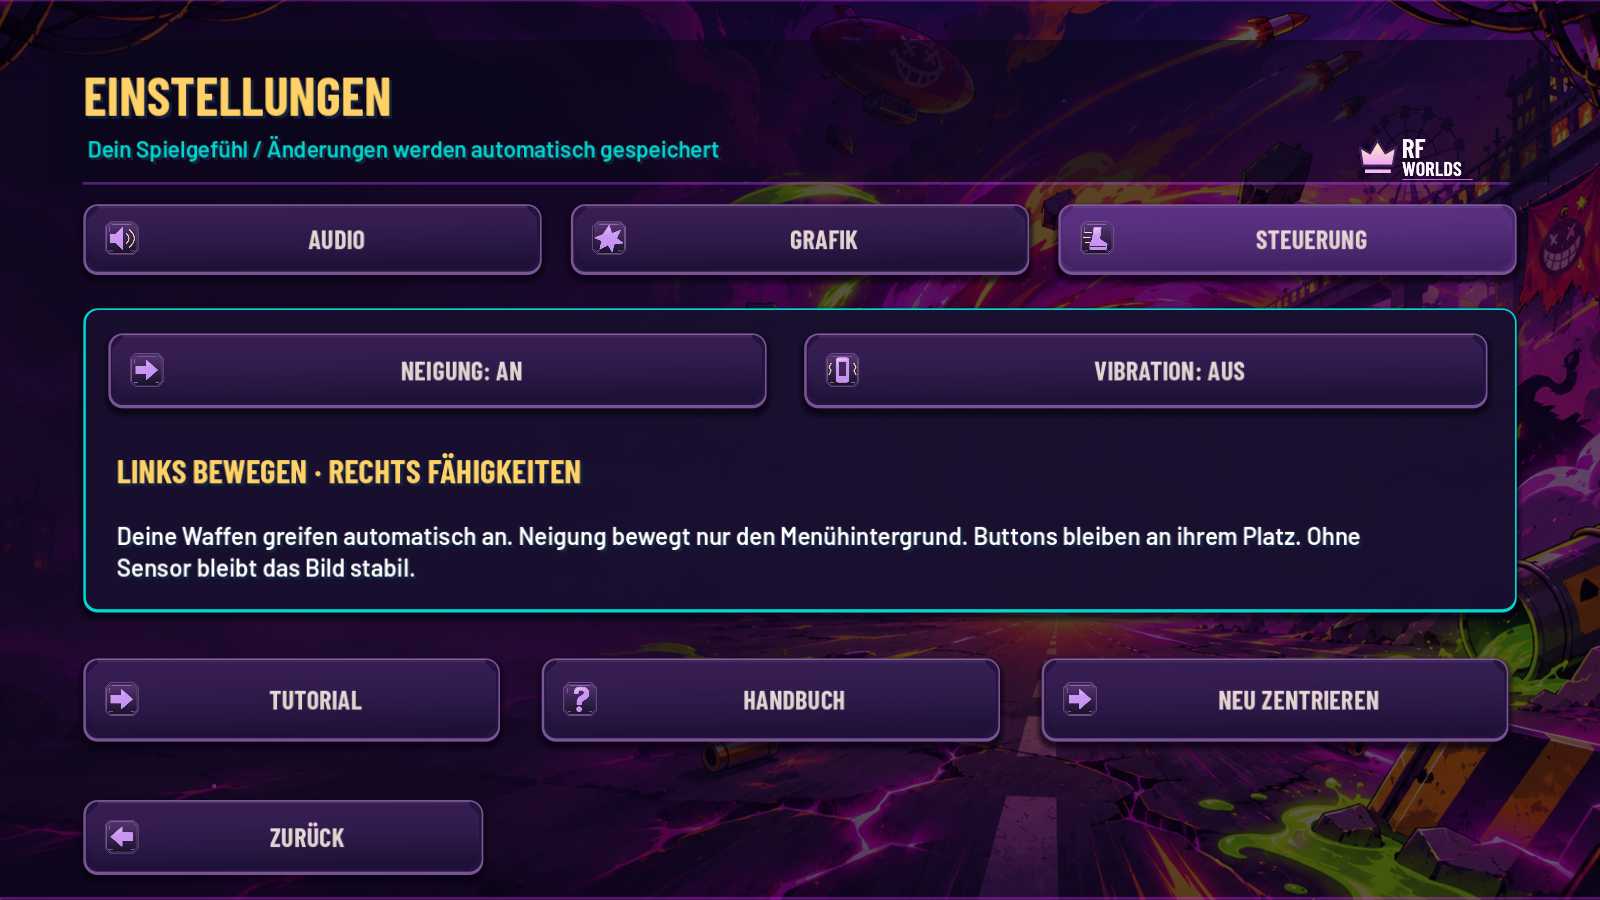 EINSTELLUNGEN
Dein Spielgefühl / Änderungen werden automatisch gespeichert
RF
WORLDS
AUDIO
GRAFIK
STEUERUNG
NEIGUNG: AN
VIBRATION: AUS
LINKS BEWEGEN · RECHTS FÄHIGKEITEN
Deine Waffen greifen automatisch an. Neigung bewegt nur den Menühintergrund. Buttons bleiben an ihrem Platz. Ohne
Sensor bleibt das Bild stabil.
TUTORIAL
HANDBUCH
NEU ZENTRIEREN
ZURÜCK